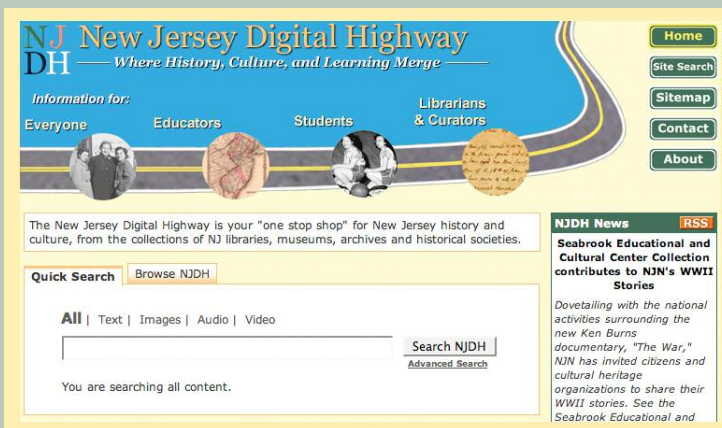 NJDH
New Jersey Digital Highway
Where History, Culture, and Learning Merge
Information for:
Everyone
Educators
Students
Librarians
& Curators
Home
Site Search
Sitemap
Contact
About
The New Jersey Digital Highway is your "one stop shop" for New Jersey history and
culture, from the collections of NJ libraries, museums, archives and historical societies.
Quick Search
Browse NJDH
All | Text | Images | Audio | Video
Search NJDH
Advanced Search
You are searching all content.
NJDH News RSS
Seabrook Educational and
Cultural Center Collection
contributes to NJN's WWII
Stories
Dovetailing with the national
activities surrounding the
new Ken Burns
documentary, "The War,"
NJN has invited citizens and
cultural heritage
organizations to share their
WWII stories. See the
Seabrook Educational and